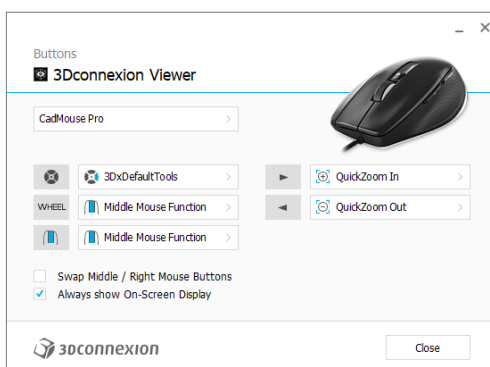 Buttons
3Dconnexion Viewer
CadMouse Pro
3DxDefaultTools
QuickZoom In
WHEEL
Middle Mouse Function
QuickZoom Out
Middle Mouse Function
Swap Middle / Right Mouse Buttons
Always show On-Screen Display
3Dconnexion
Close